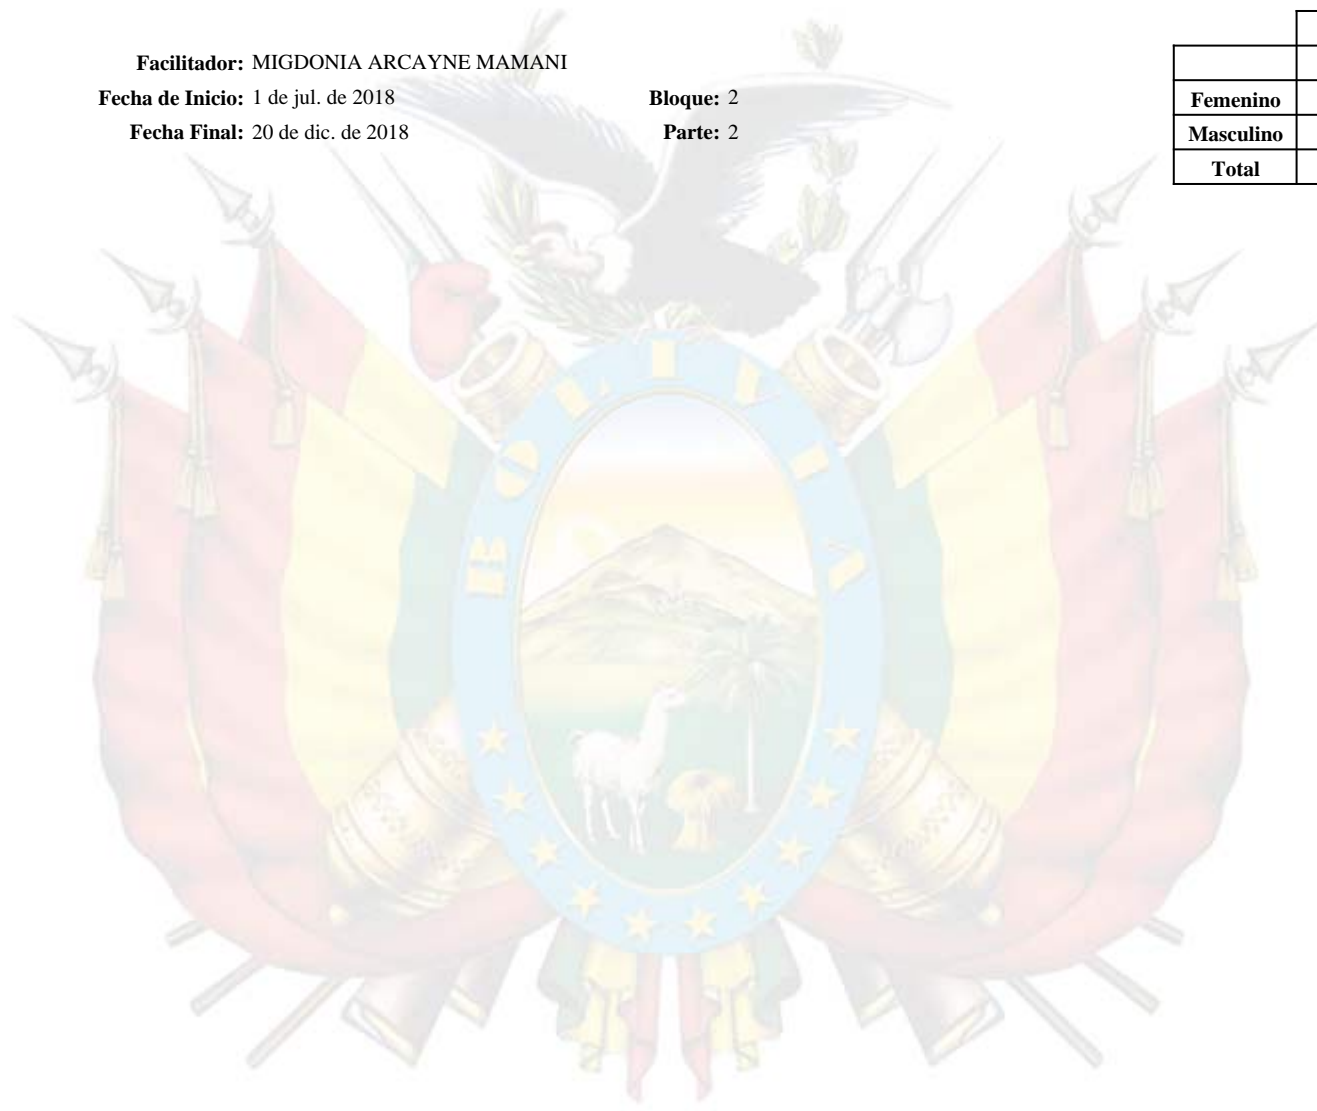 Facilitador: MIGDONIA ARCAYNE MAMANI
Fecha de Inicio: 1 de jul. de 2018 Bloque: 2
Fecha Final: 20 de dic. de 2018 Parte: 2
Femenino
Masculino
Total
BOLIVIA